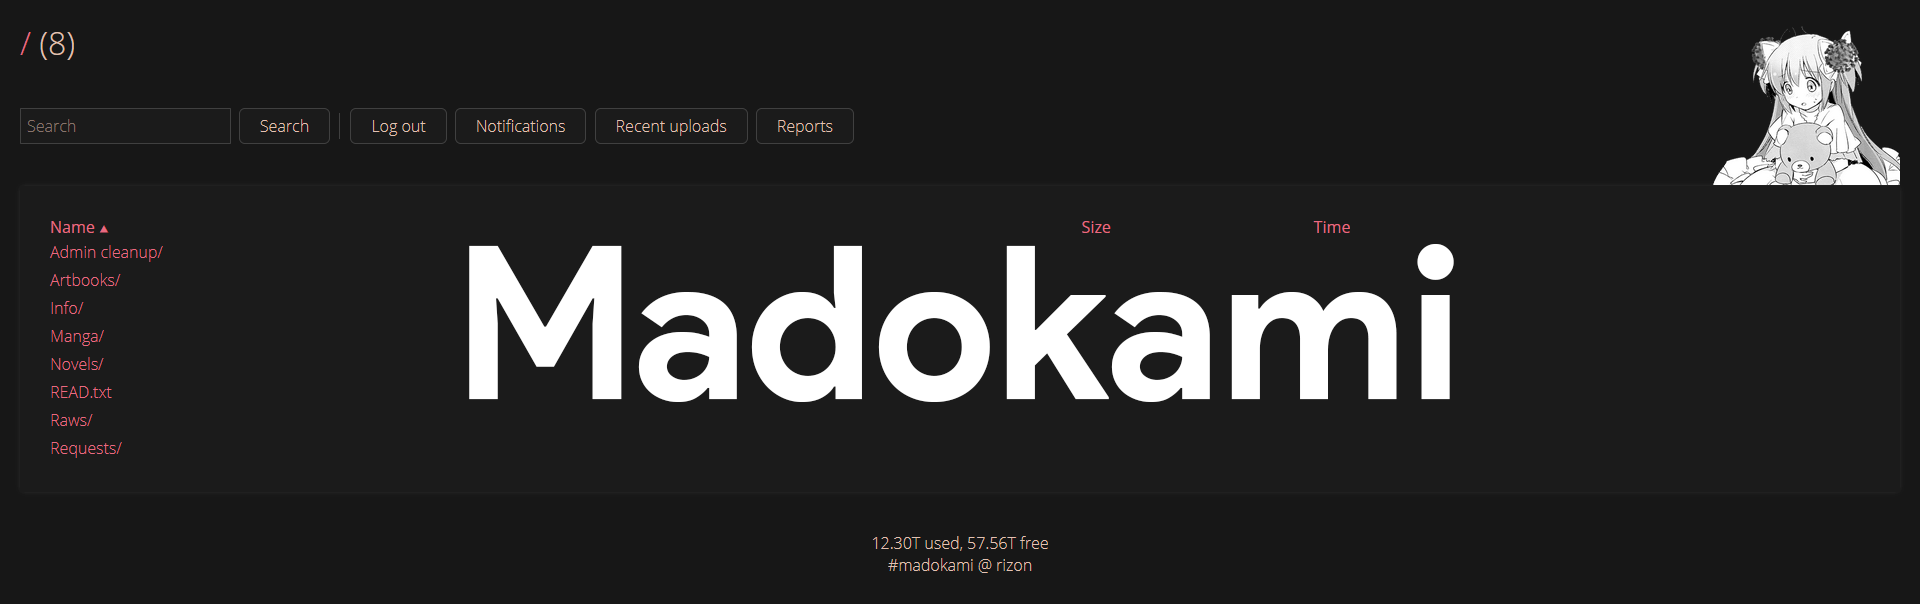 / (8)
Search Search Log out Notifications Recent uploads Reports
Name ▲ Size Time
Admin cleanup/
Artbooks/
Info/
Manga/
Novels/
READ.txt
Raws/
Requests/
Madokami
12.30T used, 57.56T free
#madokami @ rizon